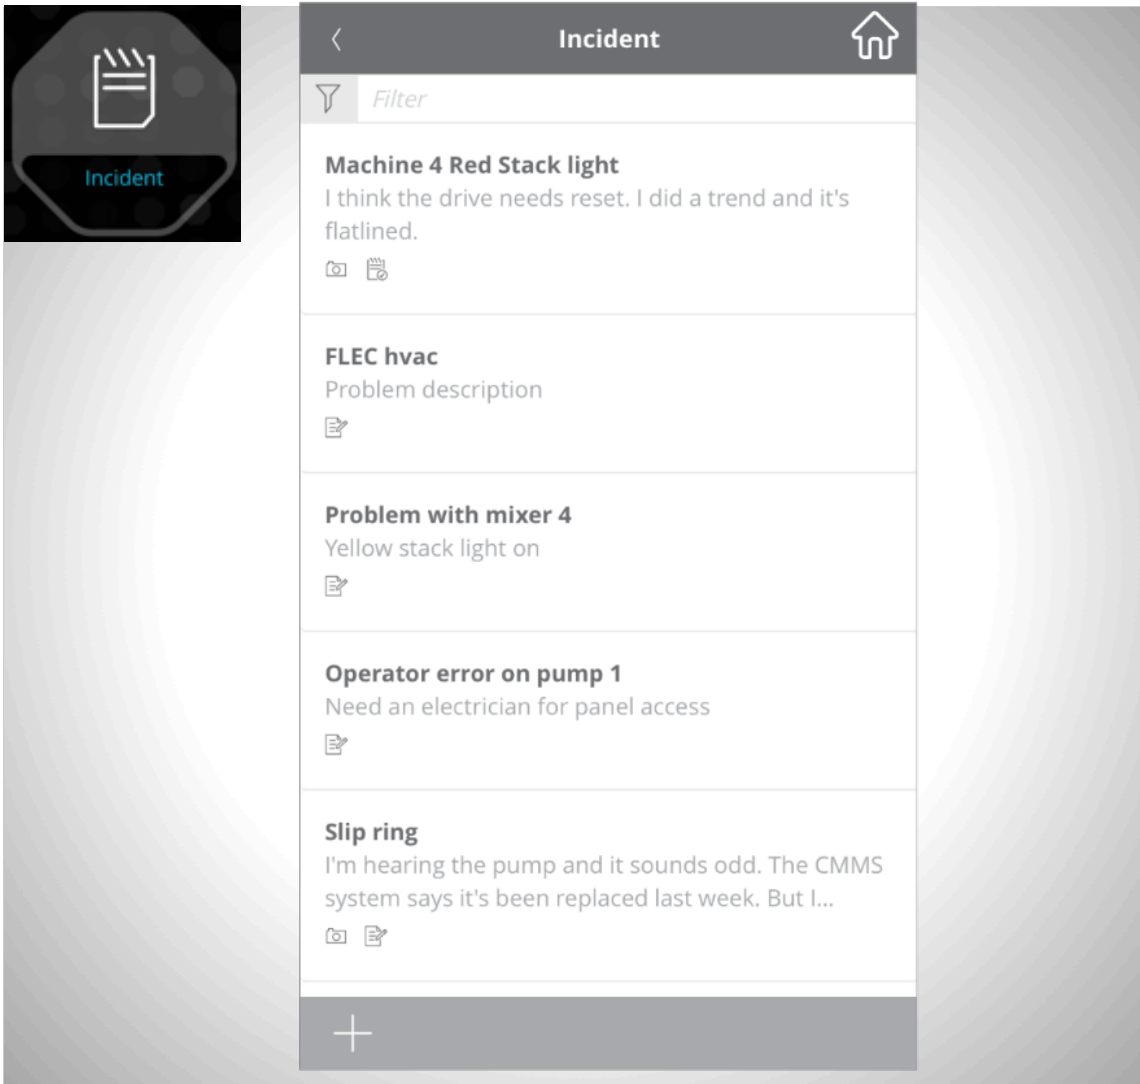 Incident
Incident
Filter
Machine 4 Red Stack light
I think the drive needs reset. I did a trend and it's
flatlined.
FLEC hvac
Problem description
Problem with mixer 4
Yellow stack light on
Operator error on pump 1
Need an electrician for panel access
Slip ring
I'm hearing the pump and it sounds odd. The CMMS
system says it's been replaced last week. But I...